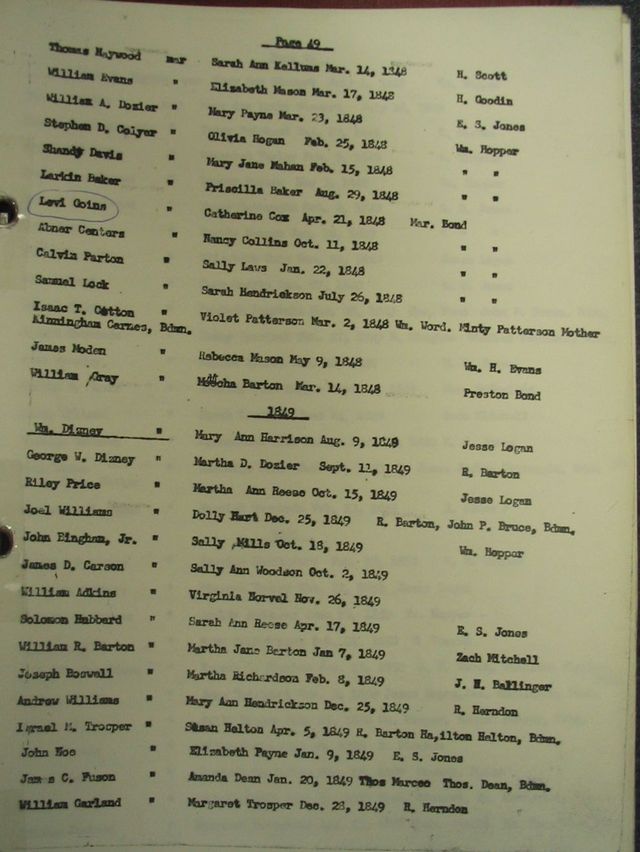 Page 49
Thomas Haywood mar Sarah Ann Kellums Mar. 14, 1848 H. Scott
William Evans " Elizabeth Mason Mar. 17, 1848 H. Goodin
William A. Dozier " Mary Payne Mar. 23, 1848 E. S. Jones
Stephen D. Colyer " Olivia Hogan Feb. 25, 1848 Wm. Hopper
Shandy Davis " Mary Jane Mahan Feb. 15, 1848 " "
Larkin Baker " Priscilla Baker Aug. 29, 1848 " "
Levi Goins " Catherine Cox Apr. 21, 1848 Mar. Bond
Abner Centers " Nancy Collins Oct. 11, 1848 " "
Calvin Parton " Sally Laws Jan. 22, 1848 " "
Samuel Lock " Sarah Hendrickson July 26, 1848 " "
Isaac T. Cotton " Violet Patterson Mar. 2, 1848 Wm. Word. Minty Patterson Mother
Birmingham Carnes, Bdmn.
James Moden " Rebecca Mason May 9, 1848 Wm. H. Evans
William Gray " Barton Mar. 14, 1848 Preston Bond
1849
Wm. Dizney " Mary Ann Harrison Aug. 9, 1849 Jesse Logan
George W. Dizney " Martha D. Dozier Sept. 11, 1849 R. Barton
Riley Price " Martha Ann Reese Oct. 15, 1849 Jesse Logan
Joel Williams " Dolly Hart Dec. 25, 1849 R. Barton, John P. Bruce, Bdmn.
John Bingham, Jr. " Sally Mills Oct. 18, 1849 Wm. Hopper
James D. Carson " Sally Ann Woodson Oct. 2, 1849
William Adkins " Virginia Norvel Nov. 26, 1849
Solomon Hubbard " Sarah Ann Reese Apr. 17, 1849 E. S. Jones
William R. Barton " Martha Jane Barton Jan 7, 1849 Zach Mitchell
Joseph Boswell " Martha Richardson Feb. 8, 1849 J. H. Ballinger
Andrew Williams " Mary Ann Hendrickson Dec. 25, 1849 R. Herndon
Israel M. Trosper " Susan Helton Apr. 5, 1849 R. Barton Ha,ilton Helton, Bdmn.
John Noe " Elizabeth Payne Jan. 9, 1849 E. S. Jones
James C. Fuson " Amanda Dean Jan. 20, 1849 Thos Marcee Thos. Dean, Bdmn.
William Garland " Margaret Trosper Dec. 28, 1849 R. Herndon